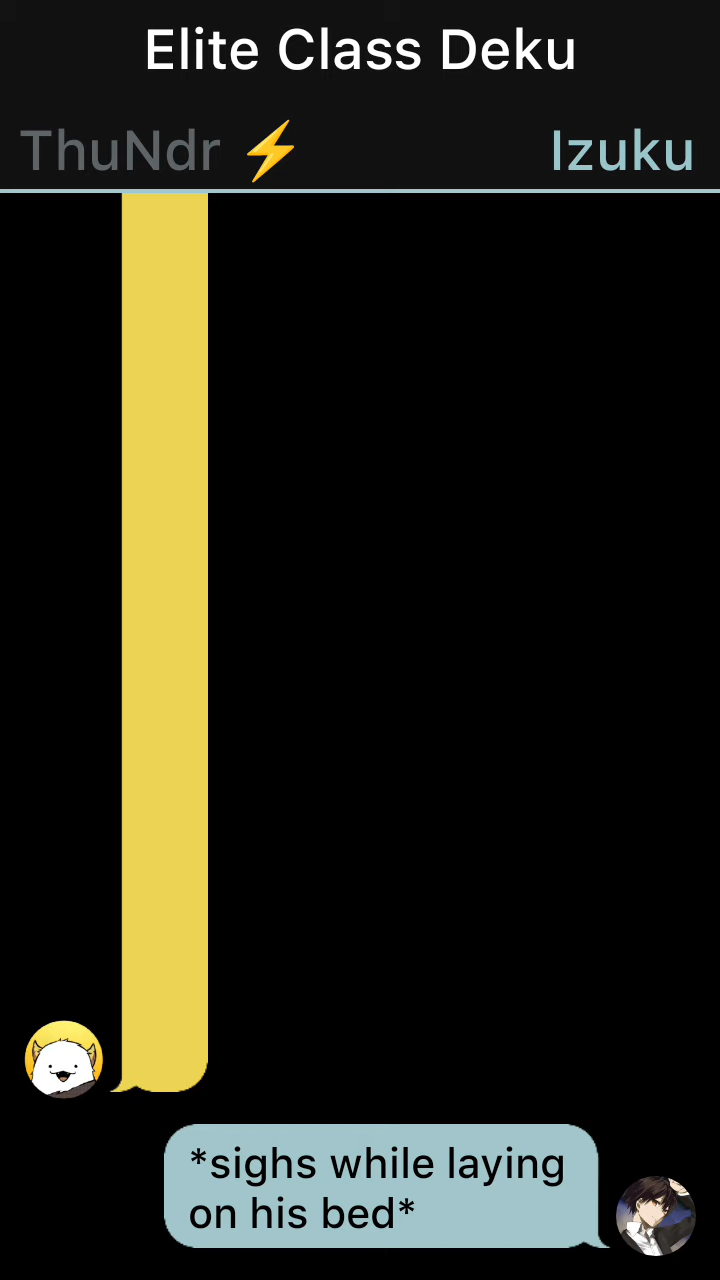 Elite Class Deku
ThuNdr ⚡ Izuku
*sighs while laying
on his bed*